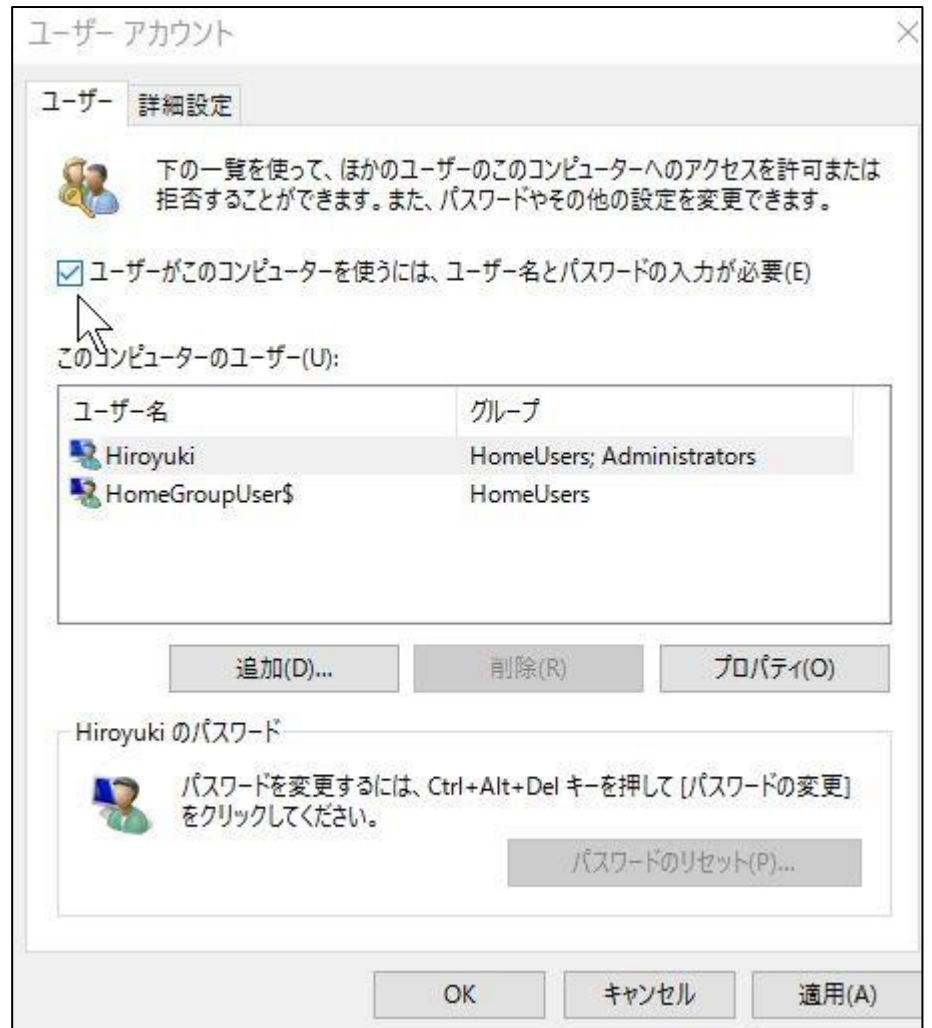 ユーザー アカウント
ユーザー 詳細設定
下の一覧を使って、ほかのユーザーのこのコンピューターへのアクセスを許可または
拒否することができます。また、パスワードやその他の設定を変更できます。
ユーザーがこのコンピューターを使うには、ユーザー名とパスワードの入力が必要(E)
このコンピューターのユーザー(U):
ユーザー名 グループ
Hiroyuki HomeUsers; Administrators
HomeGroupUser$ HomeUsers
追加(D)... 削除(R) プロパティ(O)
Hiroyuki のパスワード
パスワードを変更するには、Ctrl+Alt+Del キーを押して [パスワードの変更]
をクリックしてください。
パスワードのリセット(P)...
OK キャンセル 適用(A)